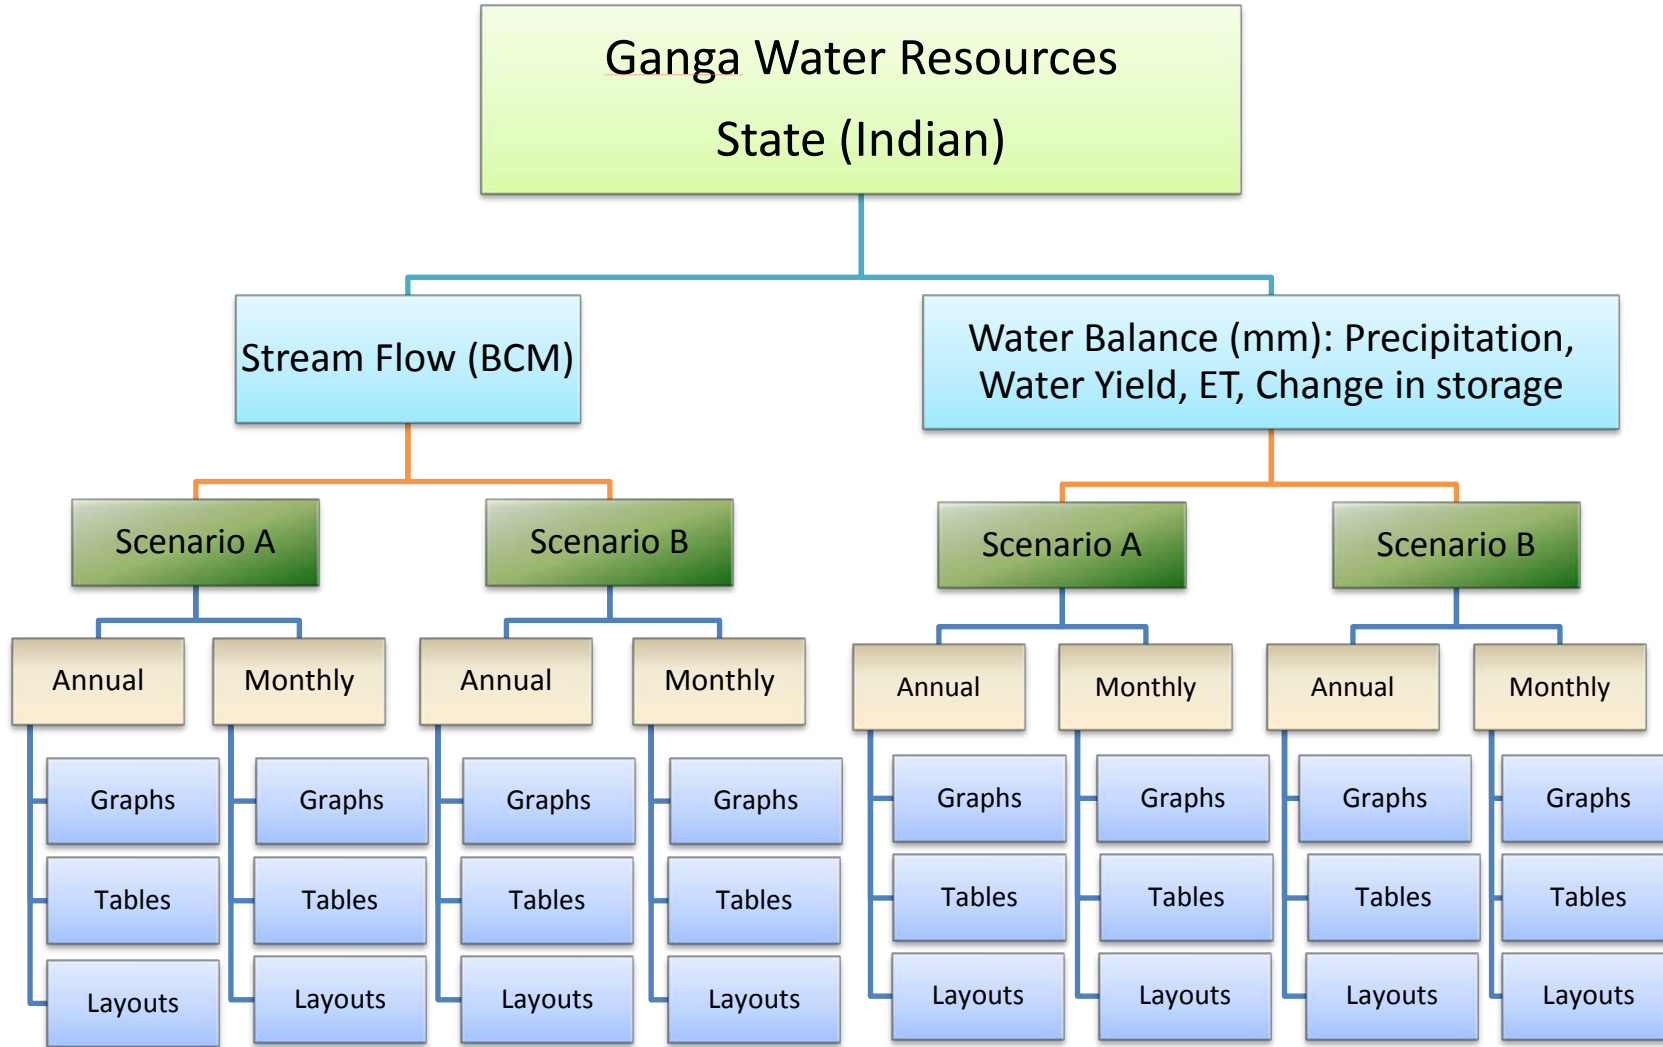 Ganga Water Resources
State (Indian)
Stream Flow (BCM)
Water Balance (mm): Precipitation,
Water Yield, ET, Change in storage
Scenario A
Scenario B
Scenario A
Scenario B
Annual
Monthly
Annual
Monthly
Annual
Monthly
Annual
Monthly
Graphs
Graphs
Graphs
Graphs
Graphs
Graphs
Graphs
Graphs
Tables
Tables
Tables
Tables
Tables
Tables
Tables
Tables
Layouts
Layouts
Layouts
Layouts
Layouts
Layouts
Layouts
Layouts